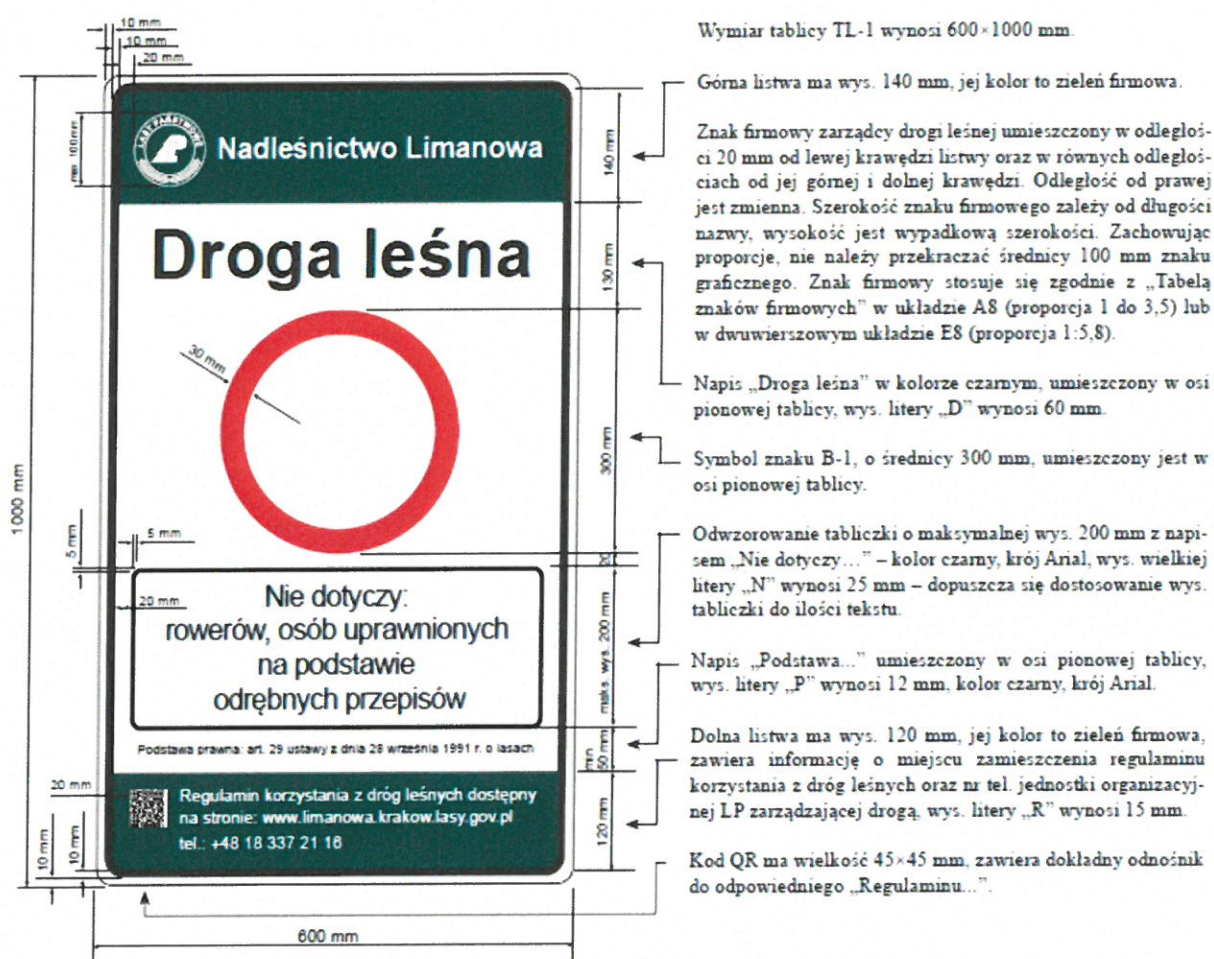 10 mm
10 mm
20 mm
1000 mm
max. 100mm
LASY PAŃSTWOWE
Nadleśnictwo Limanowa
140 mm
Droga leśna
130 mm
30 mm
300 mm
5 mm
5 mm
20
20 mm
Nie dotyczy:
rowerów, osób uprawnionych
na podstawie
odrębnych przepisów
maks. wys. 200 mm
Podstawa prawna: art. 29 ustawy z dnia 28 września 1991 r. o lasach
min
50 mm
20 mm
Regulamin korzystania z dróg leśnych dostępny
na stronie: www.limanowa.krakow.lasy.gov.pl
tel.: +48 18 337 21 16
120 mm
10 mm
10 mm
600 mm
Wymiar tablicy TL-1 wynosi 600×1000 mm.
Górna listwa ma wys. 140 mm, jej kolor to zieleń firmowa.
Znak firmowy zarządcy drogi leśnej umieszczony w odległoś-
ci 20 mm od lewej krawędzi listwy oraz w równych odległoś-
ciach od jej górnej i dolnej krawędzi. Odległość od prawej
jest zmienna. Szerokość znaku firmowego zależy od długości
nazwy, wysokość jest wypadkową szerokości. Zachowując
proporcje, nie należy przekraczać średnicy 100 mm znaku
graficznego. Znak firmowy stosuje się zgodnie z „Tabelą
znaków firmowych” w układzie A8 (proporcja 1 do 3,5) lub
w dwuwierszowym układzie E8 (proporcja 1:5,8).
Napis „Droga leśna” w kolorze czarnym, umieszczony w osi
pionowej tablicy, wys. litery „D” wynosi 60 mm.
Symbol znaku B-1, o średnicy 300 mm, umieszczony jest w
osi pionowej tablicy.
Odwzorowanie tabliczki o maksymalnej wys. 200 mm z napi-
sem „Nie dotyczy…” – kolor czarny, krój Arial, wys. wielkiej
litery „N” wynosi 25 mm – dopuszcza się dostosowanie wys.
tabliczki do ilości tekstu.
Napis „Podstawa...” umieszczony w osi pionowej tablicy,
wys. litery „P” wynosi 12 mm, kolor czarny, krój Arial.
Dolna listwa ma wys. 120 mm, jej kolor to zieleń firmowa,
zawiera informację o miejscu zamieszczenia regulaminu
korzystania z dróg leśnych oraz nr tel. jednostki organizacyj-
nej LP zarządzającej drogą, wys. litery „R” wynosi 15 mm.
Kod QR ma wielkość 45×45 mm, zawiera dokładny odnośnik
do odpowiedniego „Regulaminu...”.